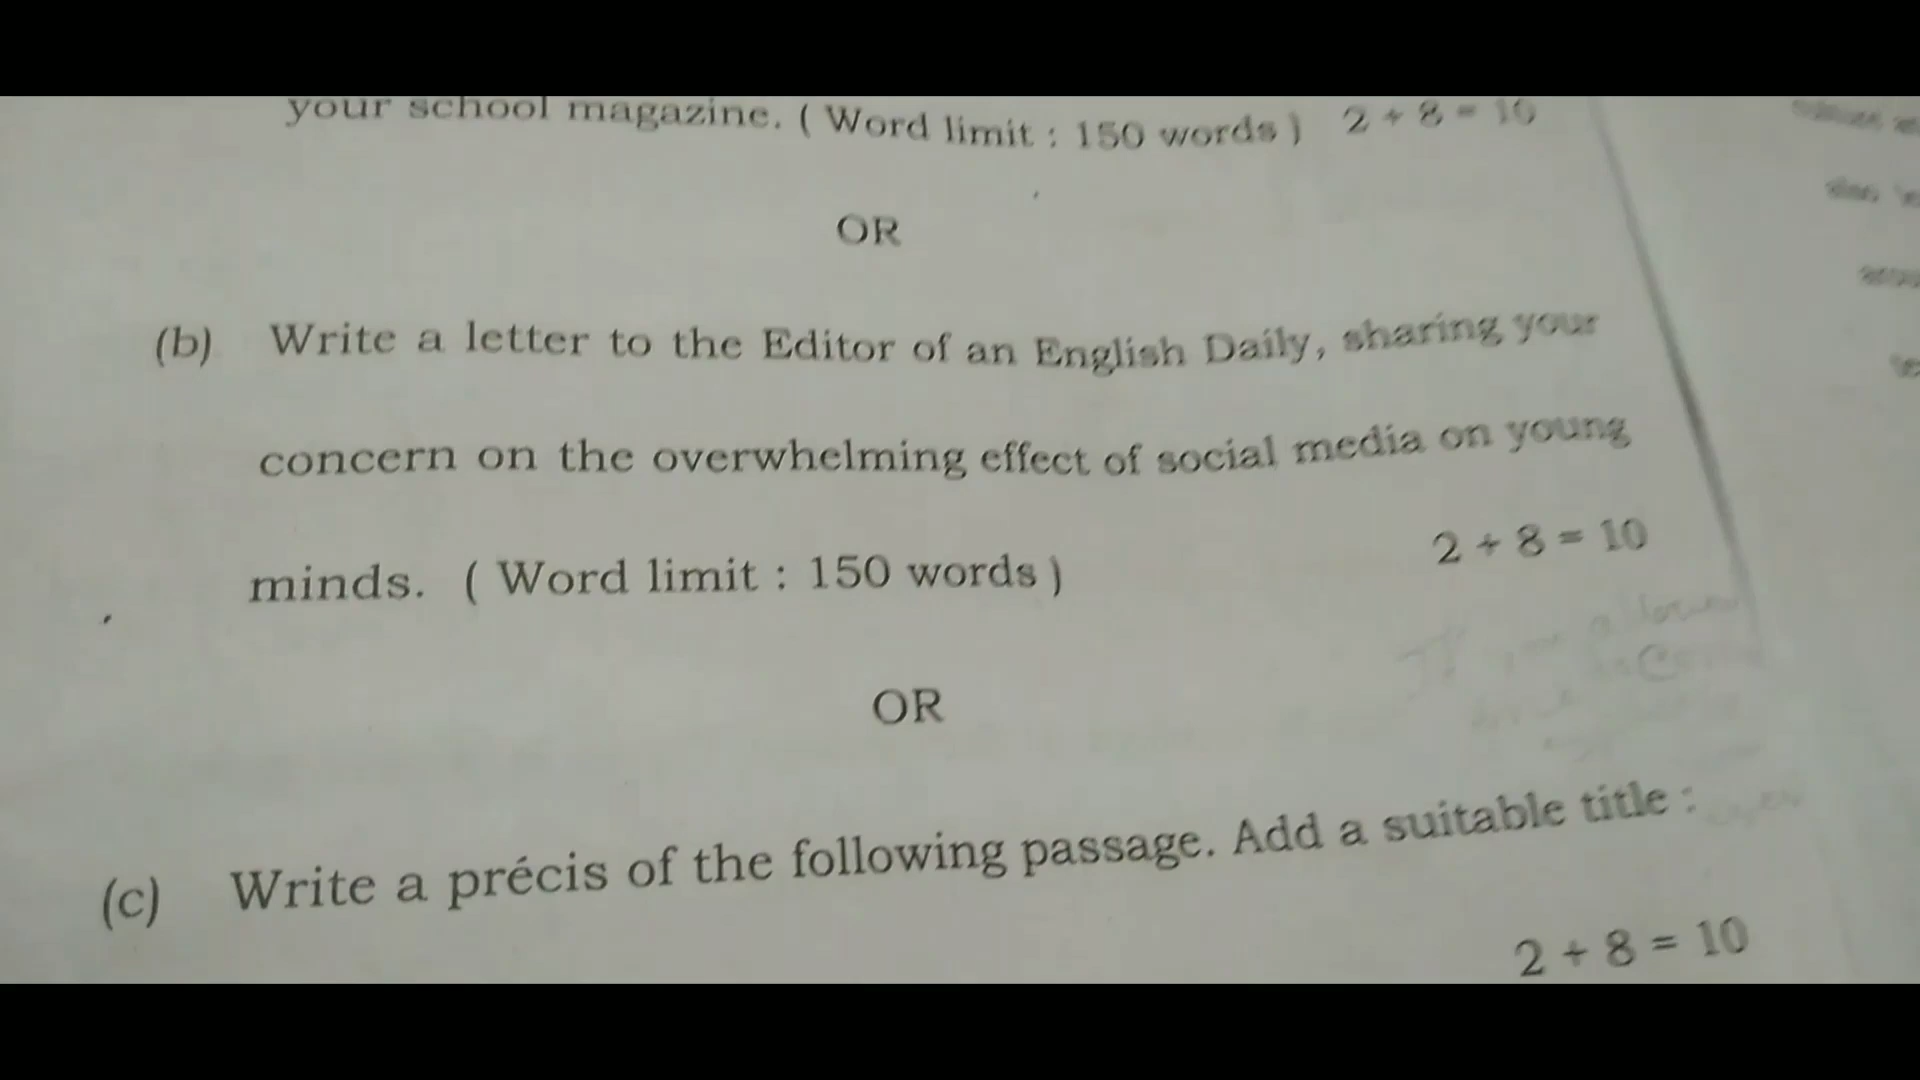 your school magazine. ( Word limit : 150 words ) 2 + 8 = 10
OR
(b) Write a letter to the Editor of an English Daily, sharing your
concern on the overwhelming effect of social media on young
minds. ( Word limit : 150 words ) 2 + 8 = 10
OR
(c) Write a précis of the following passage. Add a suitable title :
2 + 8 = 10